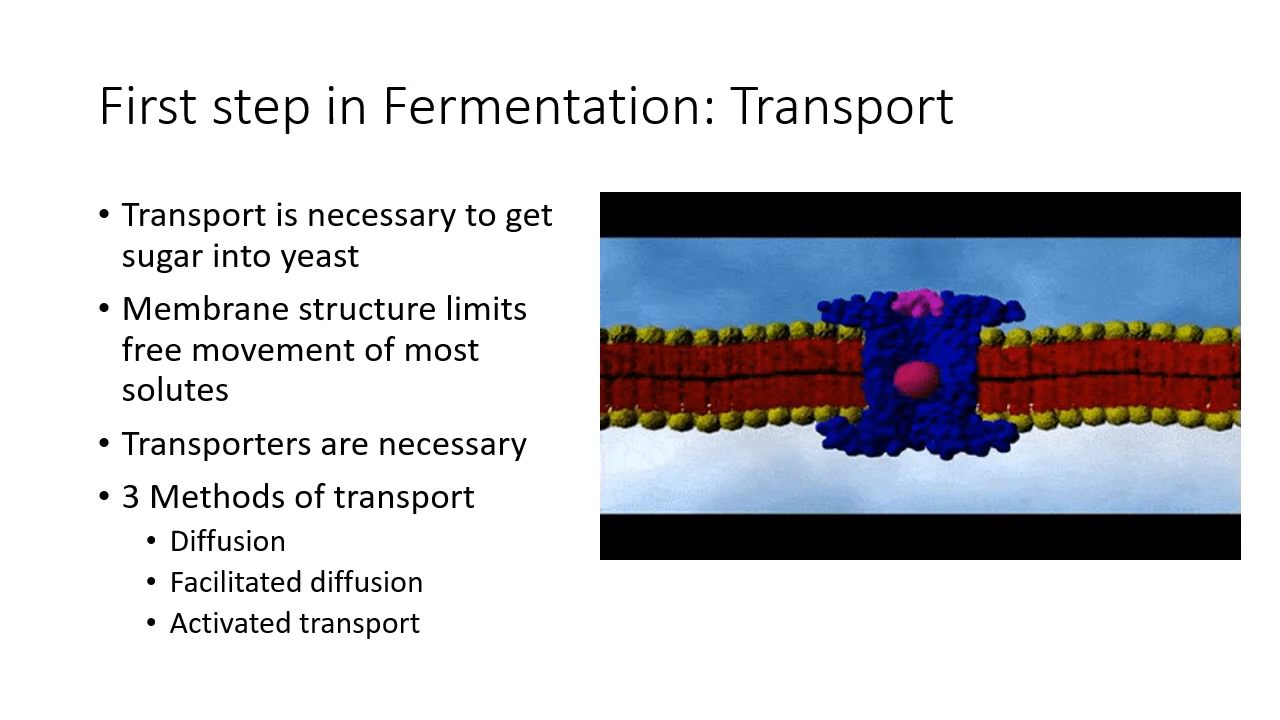 First step in Fermentation: Transport
• Transport is necessary to get
sugar into yeast
• Membrane structure limits
free movement of most
solutes
• Transporters are necessary
• 3 Methods of transport
• Diffusion
• Facilitated diffusion
• Activated transport